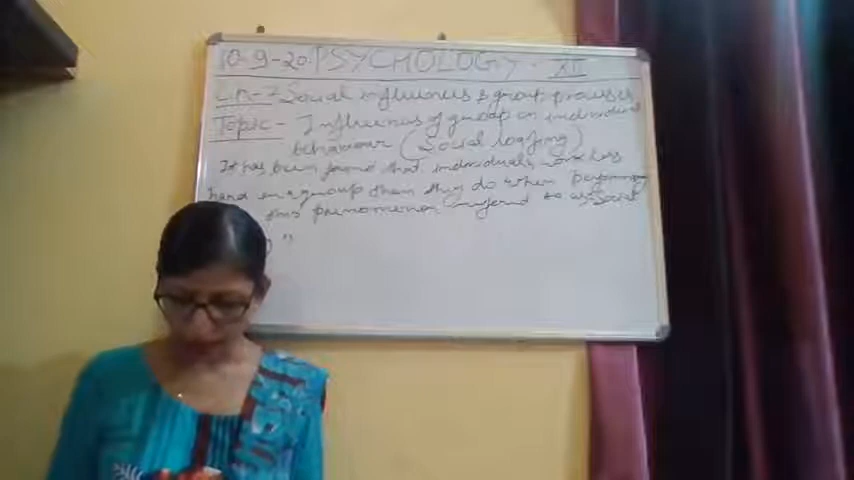 10-9-20 PSYCHOLOGY - XII
Ch-7 Social influences & group proceses
Topic - Influences of group on individual
behaviour (Social loafing)
It has been found that individuals work less
hard in a group than they do when performing
this phenomenon referred to as "Social
"